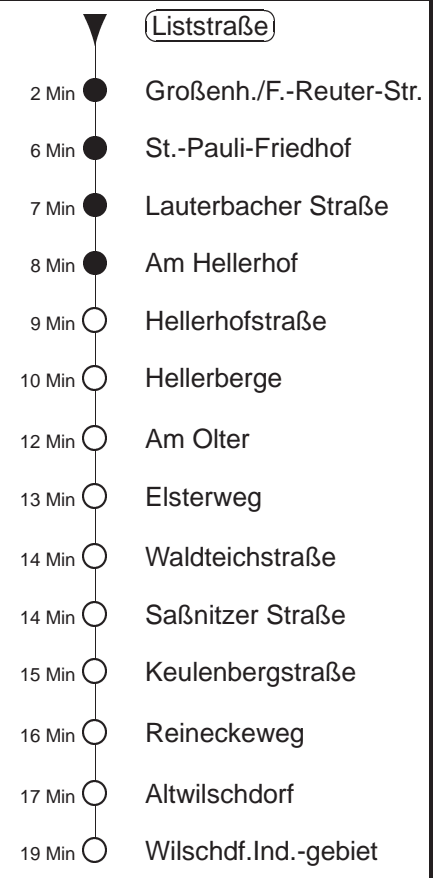 Liststraße
2 Min Großenh./F.-Reuter-Str.
6 Min St.-Pauli-Friedhof
7 Min Lauterbacher Straße
8 Min Am Hellerhof
9 Min Hellerhofstraße
10 Min Hellerberge
12 Min Am Olter
13 Min Elsterweg
14 Min Waldteichstraße
14 Min Saßnitzer Straße
15 Min Keulenbergstraße
16 Min Reineckeweg
17 Min Altwilschdorf
19 Min Wilschdf.Ind.-gebiet